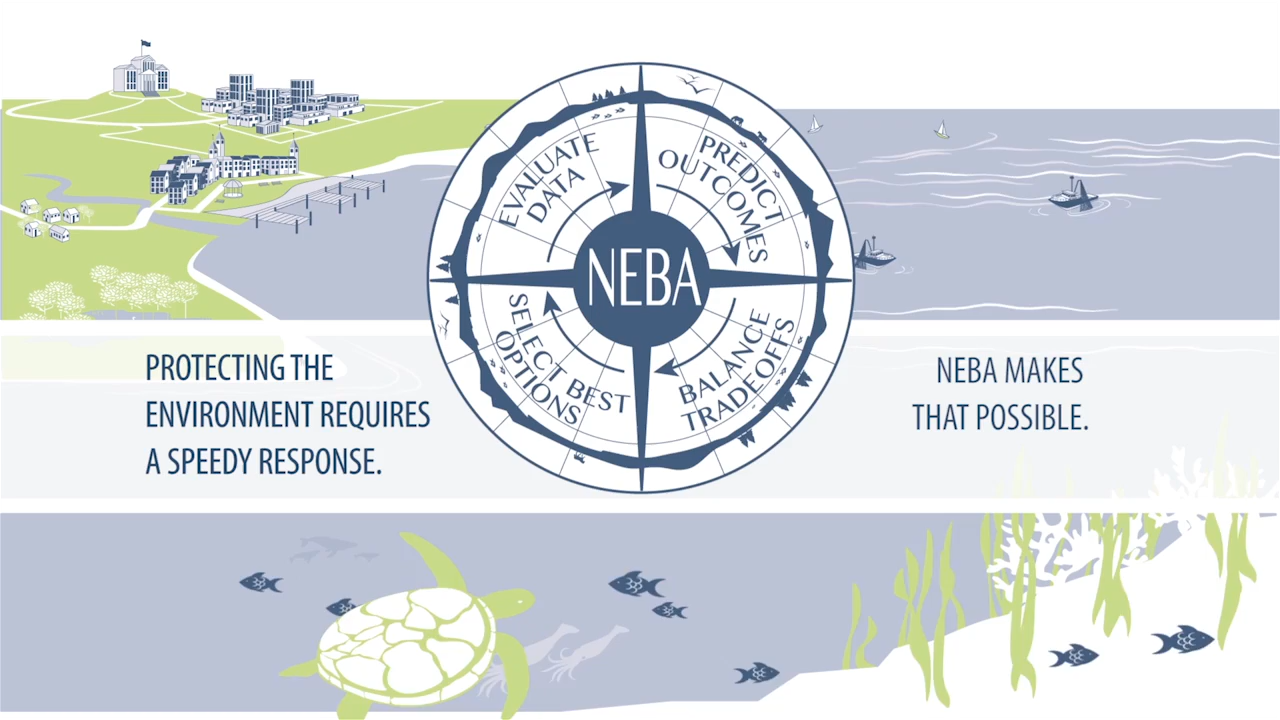 EVALUATE
DATA
PREDICT
OUTCOMES
NEBA
SELECT BEST
OPTIONS
BALANCE
TRADEOFFS
PROTECTING THE
ENVIRONMENT REQUIRES
A SPEEDY RESPONSE.
NEBA MAKES
THAT POSSIBLE.